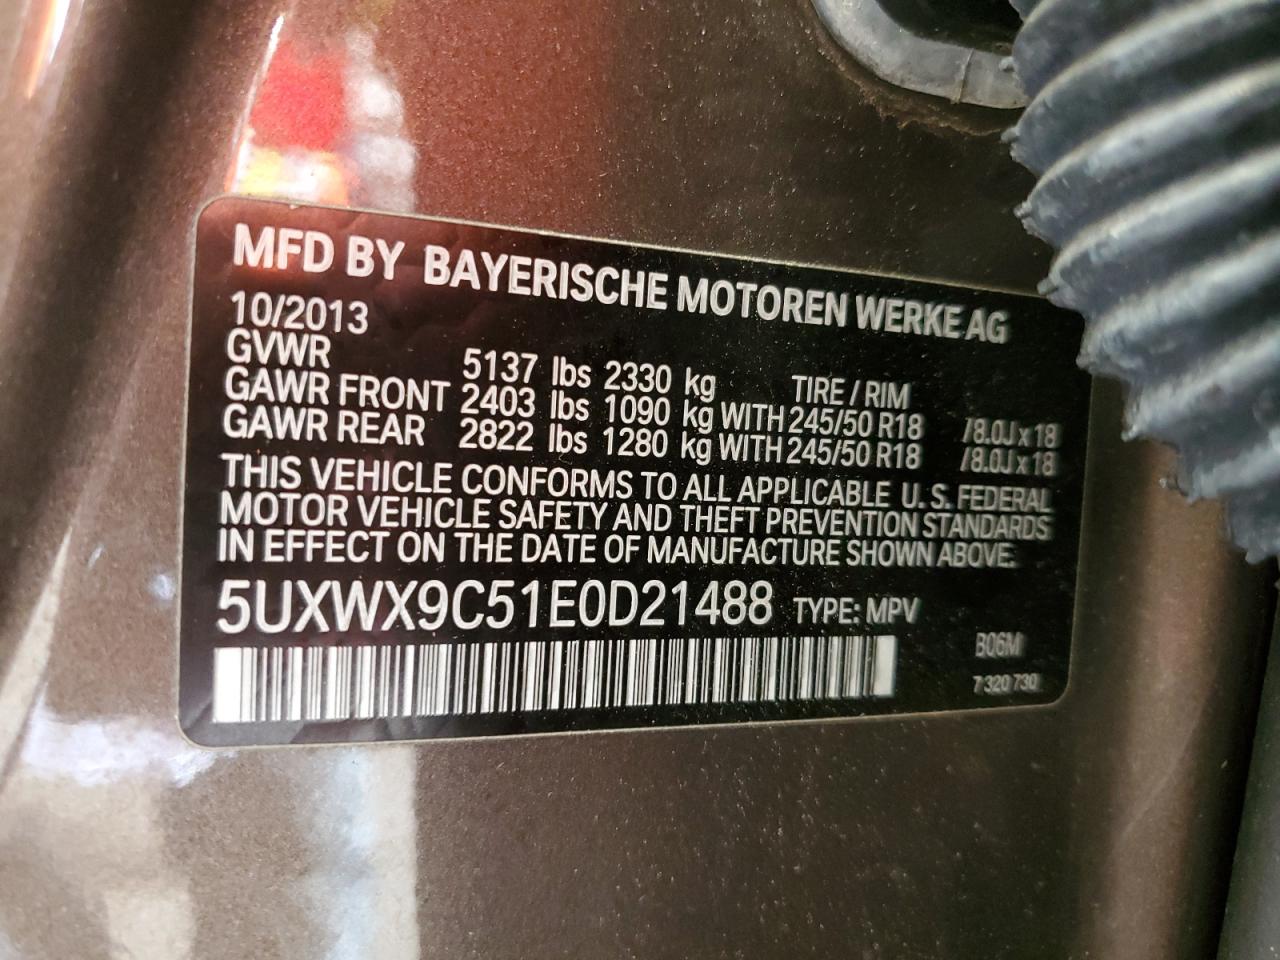 MFD BY BAYERISCHE MOTOREN WERKE AG
10/2013
GVWR 5137 lbs 2330 kg TIRE / RIM
GAWR FRONT 2403 lbs 1090 kg WITH 245/50 R18 /8.0J x 18
GAWR REAR 2822 lbs 1280 kg WITH 245/50 R18 /8.0J x 18
THIS VEHICLE CONFORMS TO ALL APPLICABLE U.S. FEDERAL
MOTOR VEHICLE SAFETY AND THEFT PREVENTION STANDARDS
IN EFFECT ON THE DATE OF MANUFACTURE SHOWN ABOVE.
5UXWX9C51E0D21488 TYPE: MPV
B06M
7 320 730